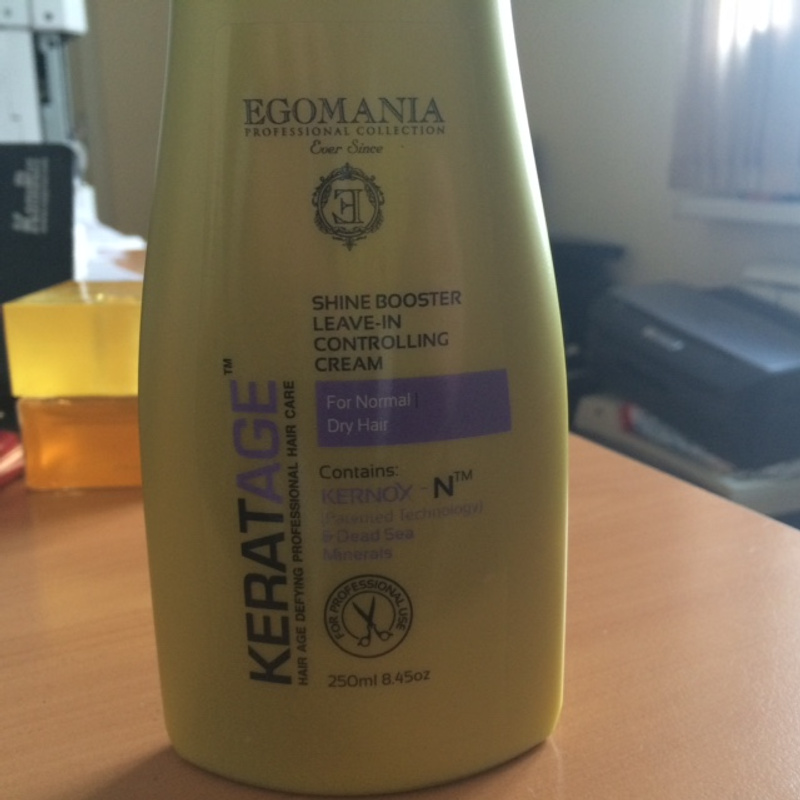 EGOMANIA
PROFESSIONAL COLLECTION
Ever Since
E
SHINE BOOSTER
LEAVE-IN
CONTROLLING
CREAM
For Normal |
Dry Hair
Contains:
KERNOX - N™
(Patented Technology)
& Dead Sea
Minerals
FOR PROFESSIONAL USE
250ml 8.45oz
KERATAGE™
HAIR AGE DEFYING PROFESSIONAL HAIR CARE